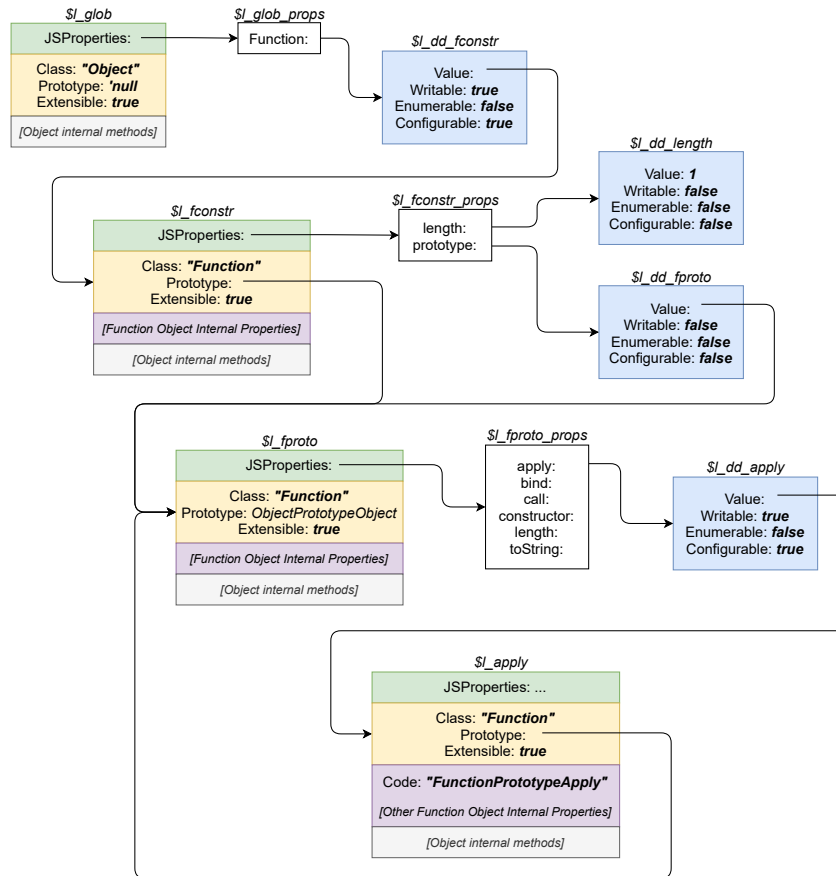 $l_glob
JSProperties:
Class: "Object"
Prototype: 'null
Extensible: true
[Object internal methods]
$l_glob_props
Function:
$l_dd_fconstr
Value:
Writable: true
Enumerable: false
Configurable: true
$l_dd_length
Value: 1
Writable: false
Enumerable: false
Configurable: false
$l_fconstr_props
length:
prototype:
$l_fconstr
JSProperties:
Class: "Function"
Prototype:
Extensible: true
[Function Object Internal Properties]
[Object internal methods]
$l_dd_fproto
Value:
Writable: false
Enumerable: false
Configurable: false
$l_fproto
JSProperties:
Class: "Function"
Prototype: ObjectPrototypeObject
Extensible: true
[Function Object Internal Properties]
[Object internal methods]
$l_fproto_props
apply:
bind:
call:
constructor:
length:
toString:
$l_dd_apply
Value:
Writable: true
Enumerable: false
Configurable: true
$l_apply
JSProperties: ...
Class: "Function"
Prototype:
Extensible: true
Code: "FunctionPrototypeApply"
[Other Function Object Internal Properties]
[Object internal methods]